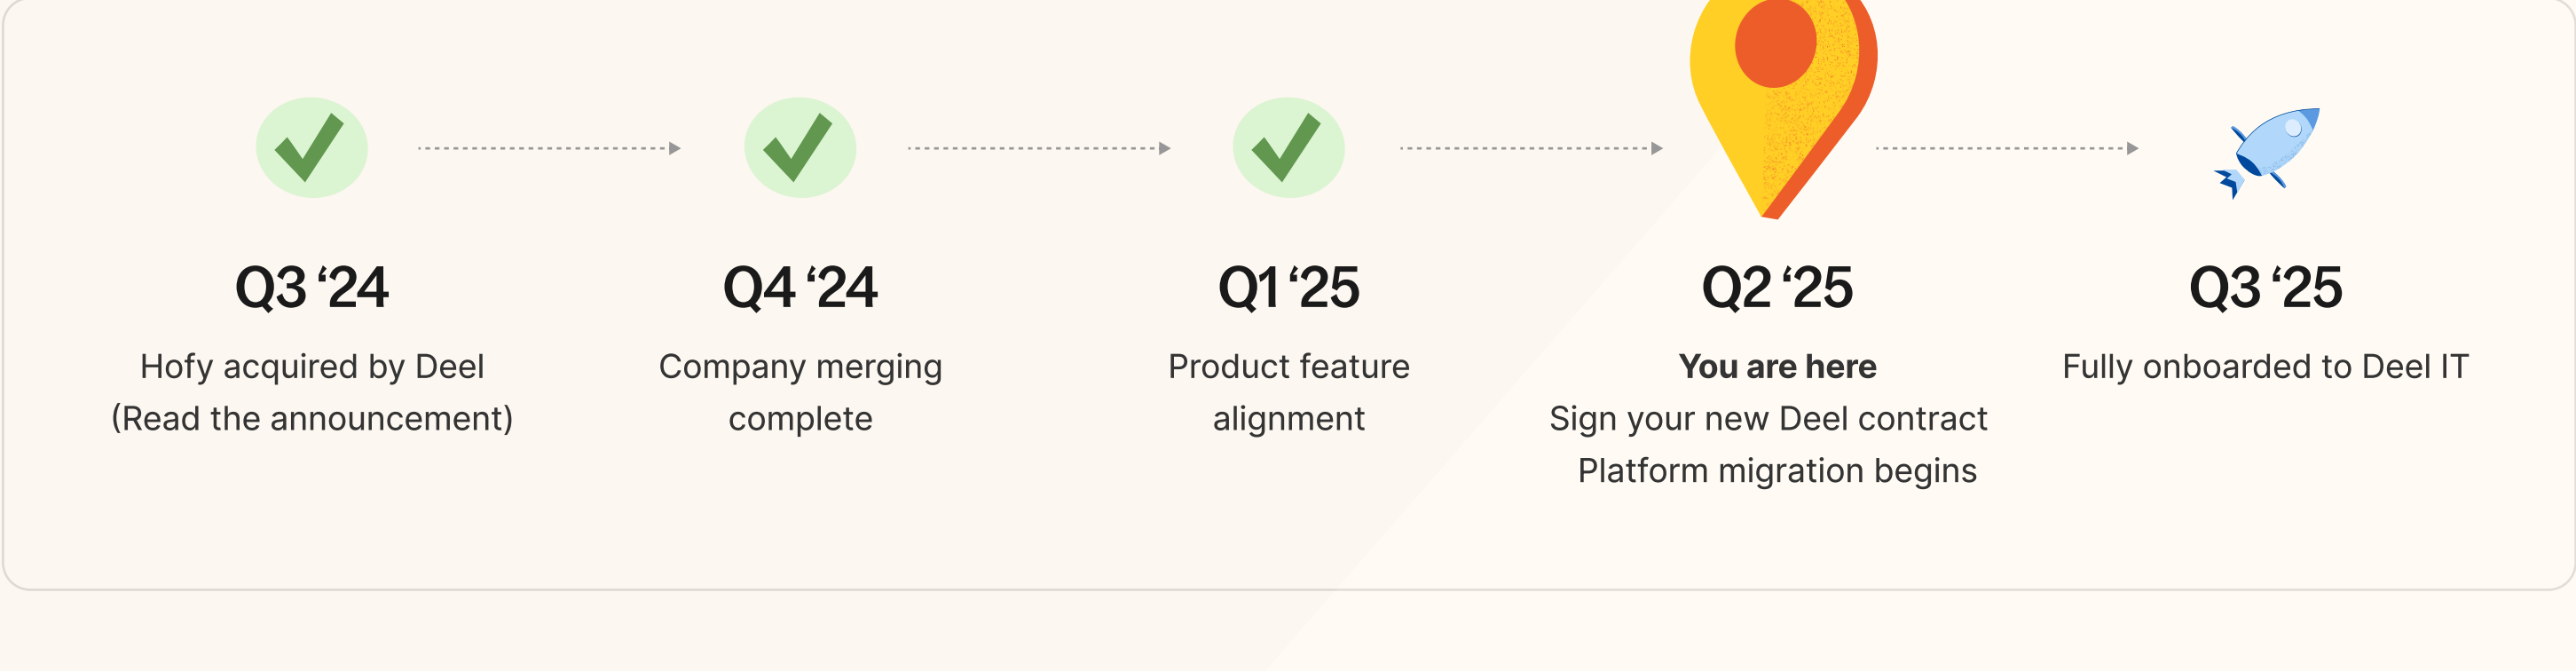 Q3 ‘24
Hofy acquired by Deel
(Read the announcement)
Q4 ‘24
Company merging
complete
Q1 ‘25
Product feature
alignment
Q2 ‘25
You are here
Sign your new Deel contract
Platform migration begins
Q3 ‘25
Fully onboarded to Deel IT